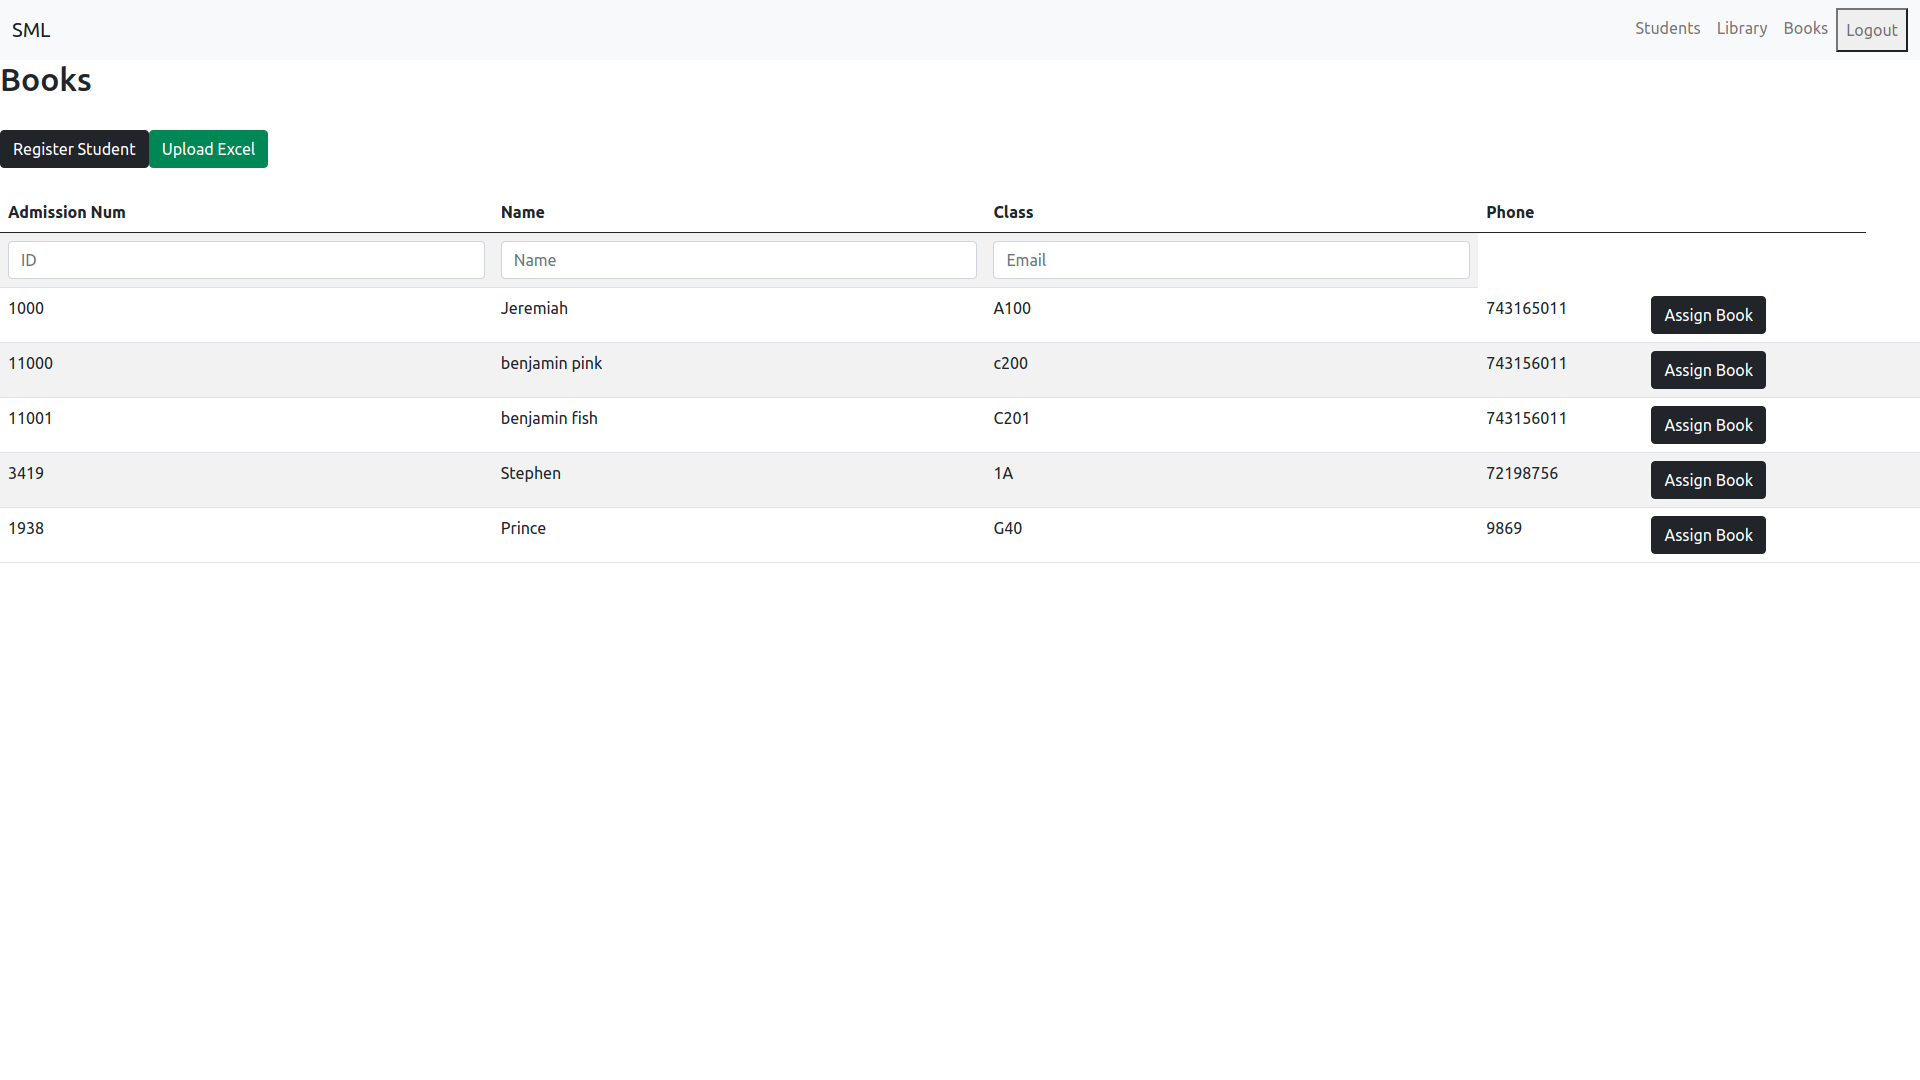 SML Students Library Books Logout
Books
Register Student Upload Excel
Admission Num Name Class Phone
ID Name Email
1000 Jeremiah A100 743165011 Assign Book
11000 benjamin pink c200 743156011 Assign Book
11001 benjamin fish C201 743156011 Assign Book
3419 Stephen 1A 72198756 Assign Book
1938 Prince G40 9869 Assign Book